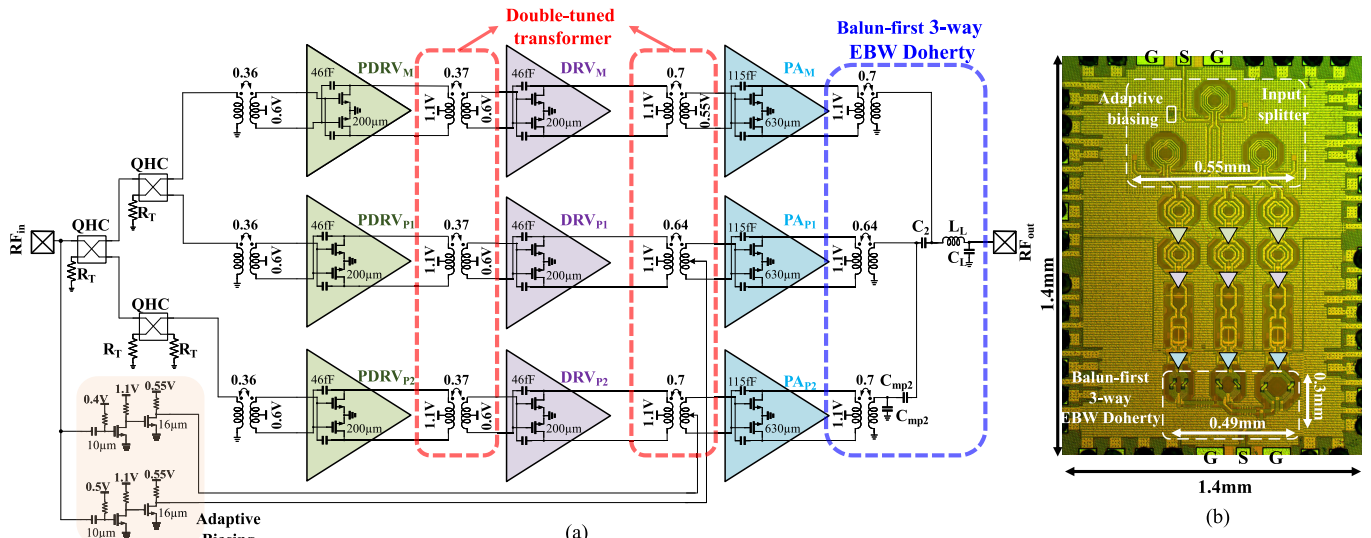 Double-tuned
transformer
Balun-first 3-way
EBW Doherty
0.36
46fF
PDRV_M
200µm
0.6V
0.37
1.1V
0.6V
46fF
DRV_M
200µm
0.7
1.1V
0.55V
115fF
PA_M
630µm
0.7
1.1V
QHC
R_T
QHC
R_T
RF_in
0.36
0.6V
46fF
PDRV_P1
200µm
0.37
1.1V
0.6V
46fF
DRV_P1
200µm
0.64
1.1V
115fF
PA_P1
630µm
0.64
1.1V
C_2
L_L
C_L
RF_out
QHC
R_T
R_T
0.36
0.6V
46fF
PDRV_P2
200µm
0.37
1.1V
0.6V
46fF
DRV_P2
200µm
0.7
1.1V
115fF
PA_P2
630µm
0.7
1.1V
C_mp2
C_mp2
0.4V
1.1V
0.55V
10µm
16µm
0.5V
1.1V
0.55V
10µm
16µm
Adaptive
Biasing
(a)
G S G
Adaptive
biasing
Input
splitter
0.55mm
1.4mm
Balun-first
3-way
EBW Doherty
0.3mm
0.49mm
G S G
1.4mm
(b)